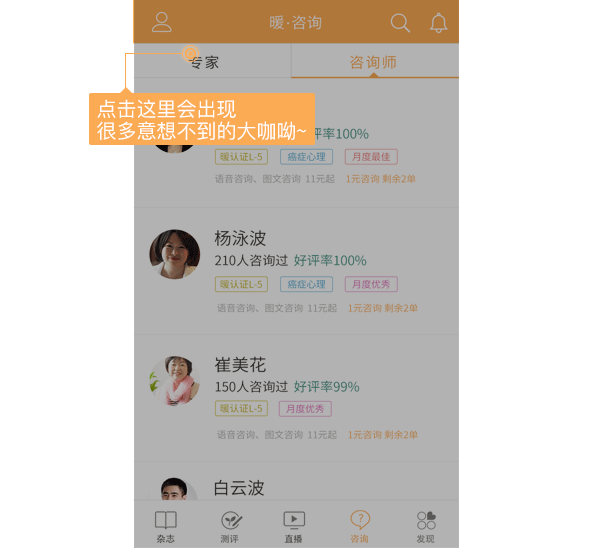 暖·咨询
专家
咨询师
点击这里会出现
很多意想不到的大咖呦~
评率100%
暖认证L-5
癌症心理
月度最佳
语音咨询、图文咨询 11元起 1元咨询 剩余2单
杨泳波
210人咨询过 好评率100%
暖认证L-5
癌症心理
月度优秀
语音咨询、图文咨询 11元起 1元咨询 剩余2单
崔美花
150人咨询过 好评率99%
暖认证L-5
月度优秀
语音咨询、图文咨询 11元起 1元咨询 剩余2单
白云波
杂志
测评
直播
咨询
发现